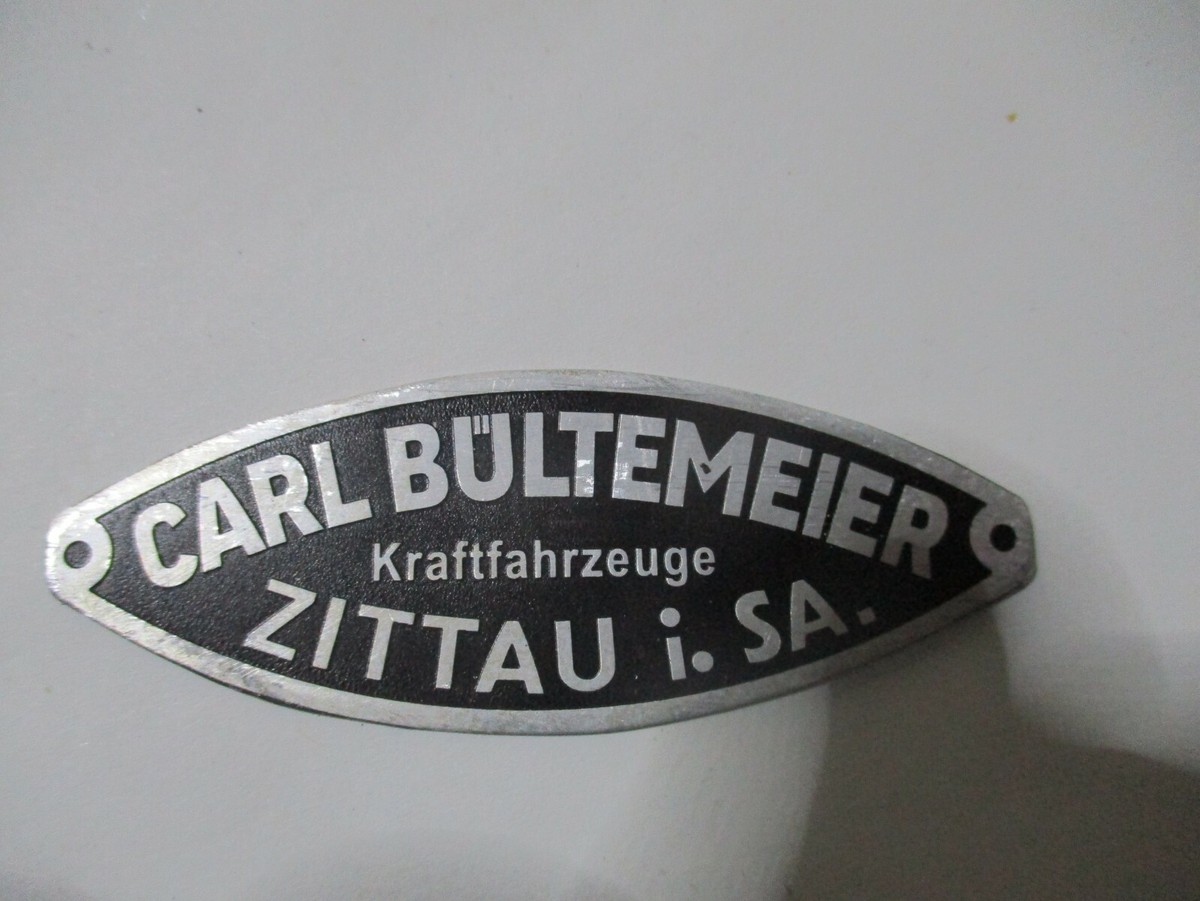 CARL BÜLTEMEIER
Kraftfahrzeuge
ZITTAU i. SA.